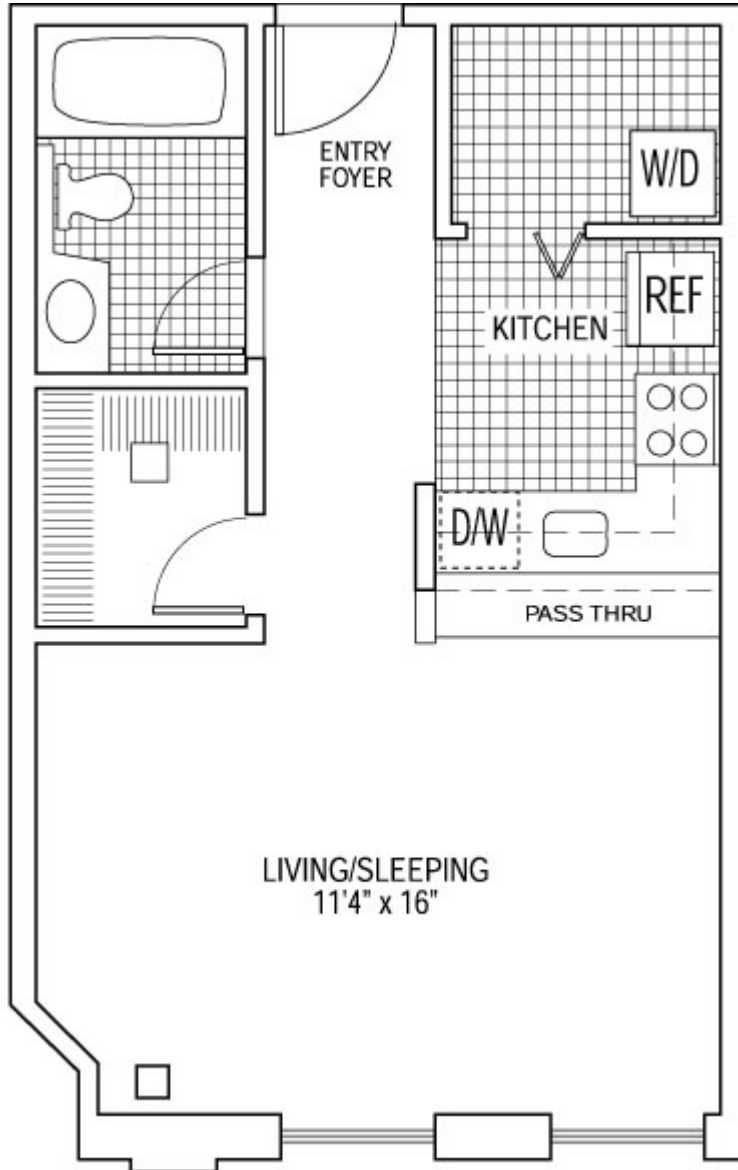 ENTRY
FOYER
W/D
REF
KITCHEN
D/W
PASS THRU
LIVING/SLEEPING
11'4" x 16"